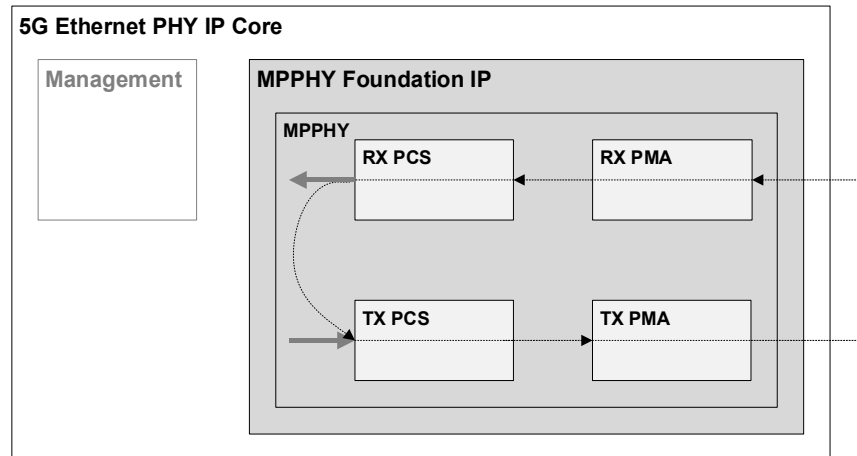 5G Ethernet PHY IP Core
Management
MPPHY Foundation IP
MPPHY
RX PCS
RX PMA
TX PCS
TX PMA